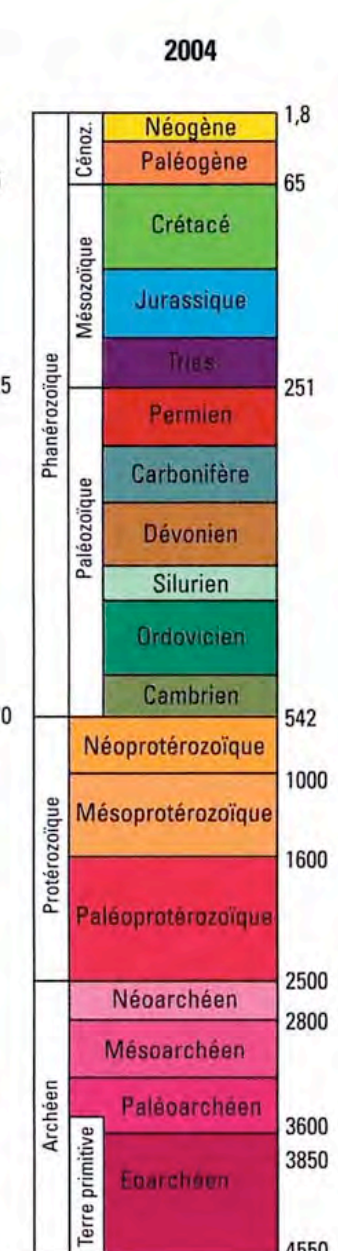 2004
1,8
Cénoz.
Néogène
Paléogène
65
Phanérozoïque
Mésozoïque
Crétacé
Jurassique
Trias
5
251
Paléozoïque
Permien
Carbonifère
Dévonien
Silurien
Ordovicien
Cambrien
0
542
Protérozoïque
Néoprotérozoïque
1000
Mésoprotérozoïque
1600
Paléoprotérozoïque
2500
Archéen
Néoarchéen
2800
Mésoarchéen
Paléoarchéen
3600
Terre primitive
3850
Eoarchéen
4550